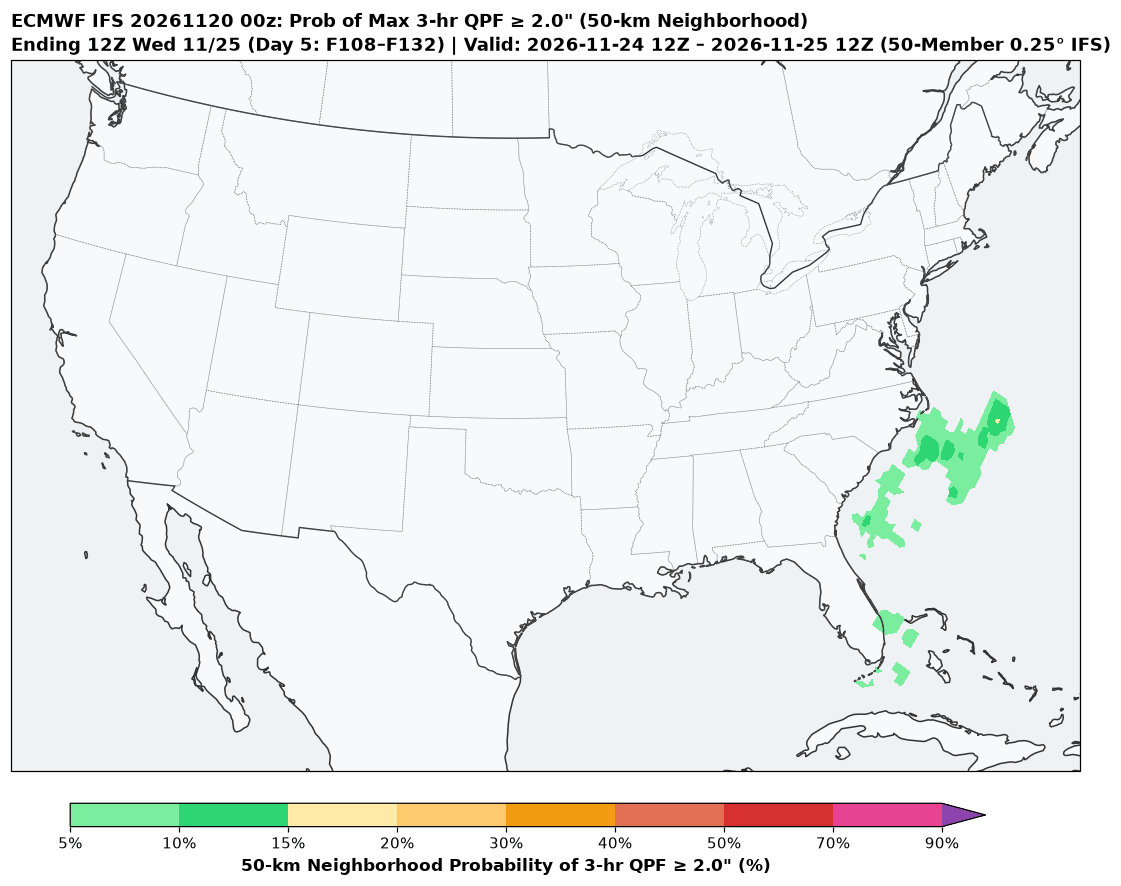 ECMWF IFS 20261120 00z: Prob of Max 3-hr QPF ≥ 2.0" (50-km Neighborhood)
Ending 12Z Wed 11/25 (Day 5: F108–F132) | Valid: 2026-11-24 12Z – 2026-11-25 12Z (50-Member 0.25° IFS)
5% 10% 15% 20% 30% 40% 50% 70% 90%
50-km Neighborhood Probability of 3-hr QPF ≥ 2.0" (%)